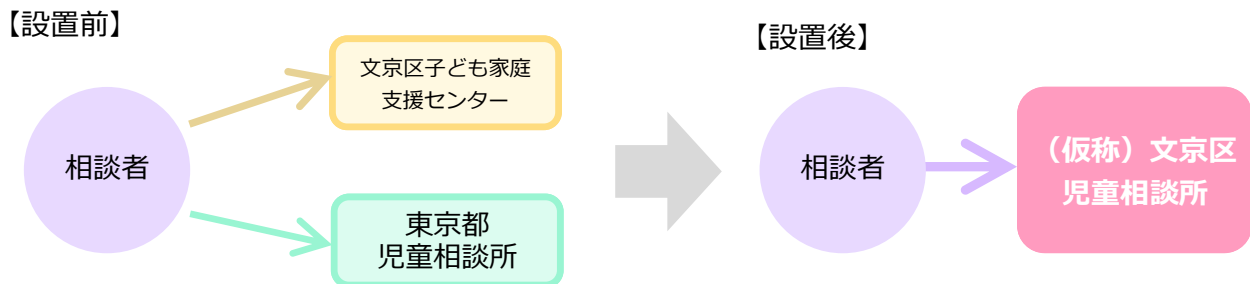 【設置前】
相談者
文京区子ども家庭
支援センター
東京都
児童相談所
【設置後】
相談者
（仮称）文京区
児童相談所